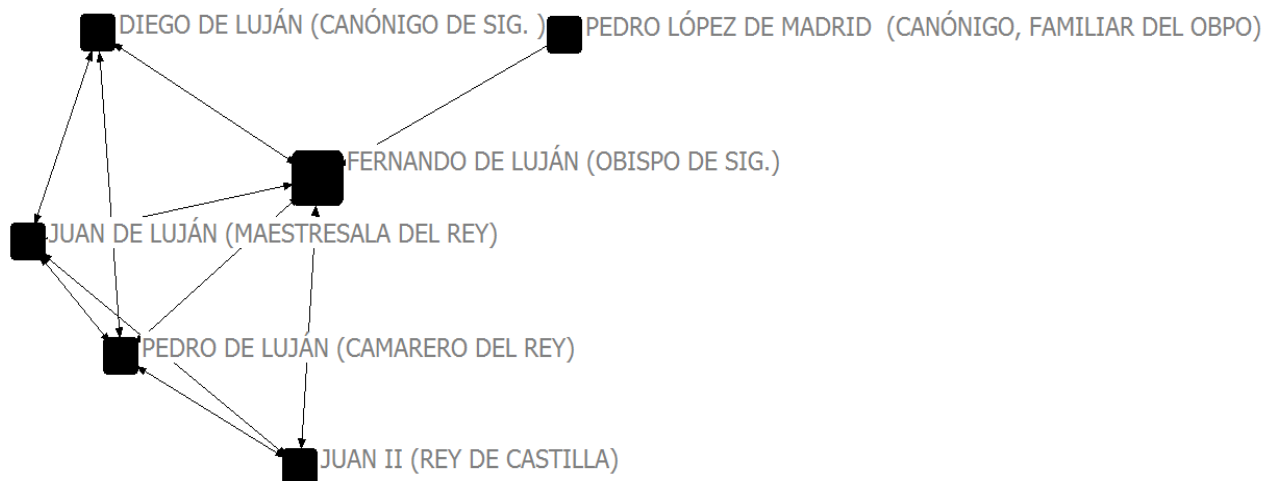 DIEGO DE LUJÁN (CANÓNIGO DE SIG. )
PEDRO LÓPEZ DE MADRID (CANÓNIGO, FAMILIAR DEL OBPO)
FERNANDO DE LUJÁN (OBISPO DE SIG.)
JUAN DE LUJÁN (MAESTRESALA DEL REY)
PEDRO DE LUJÁN (CAMARERO DEL REY)
JUAN II (REY DE CASTILLA)